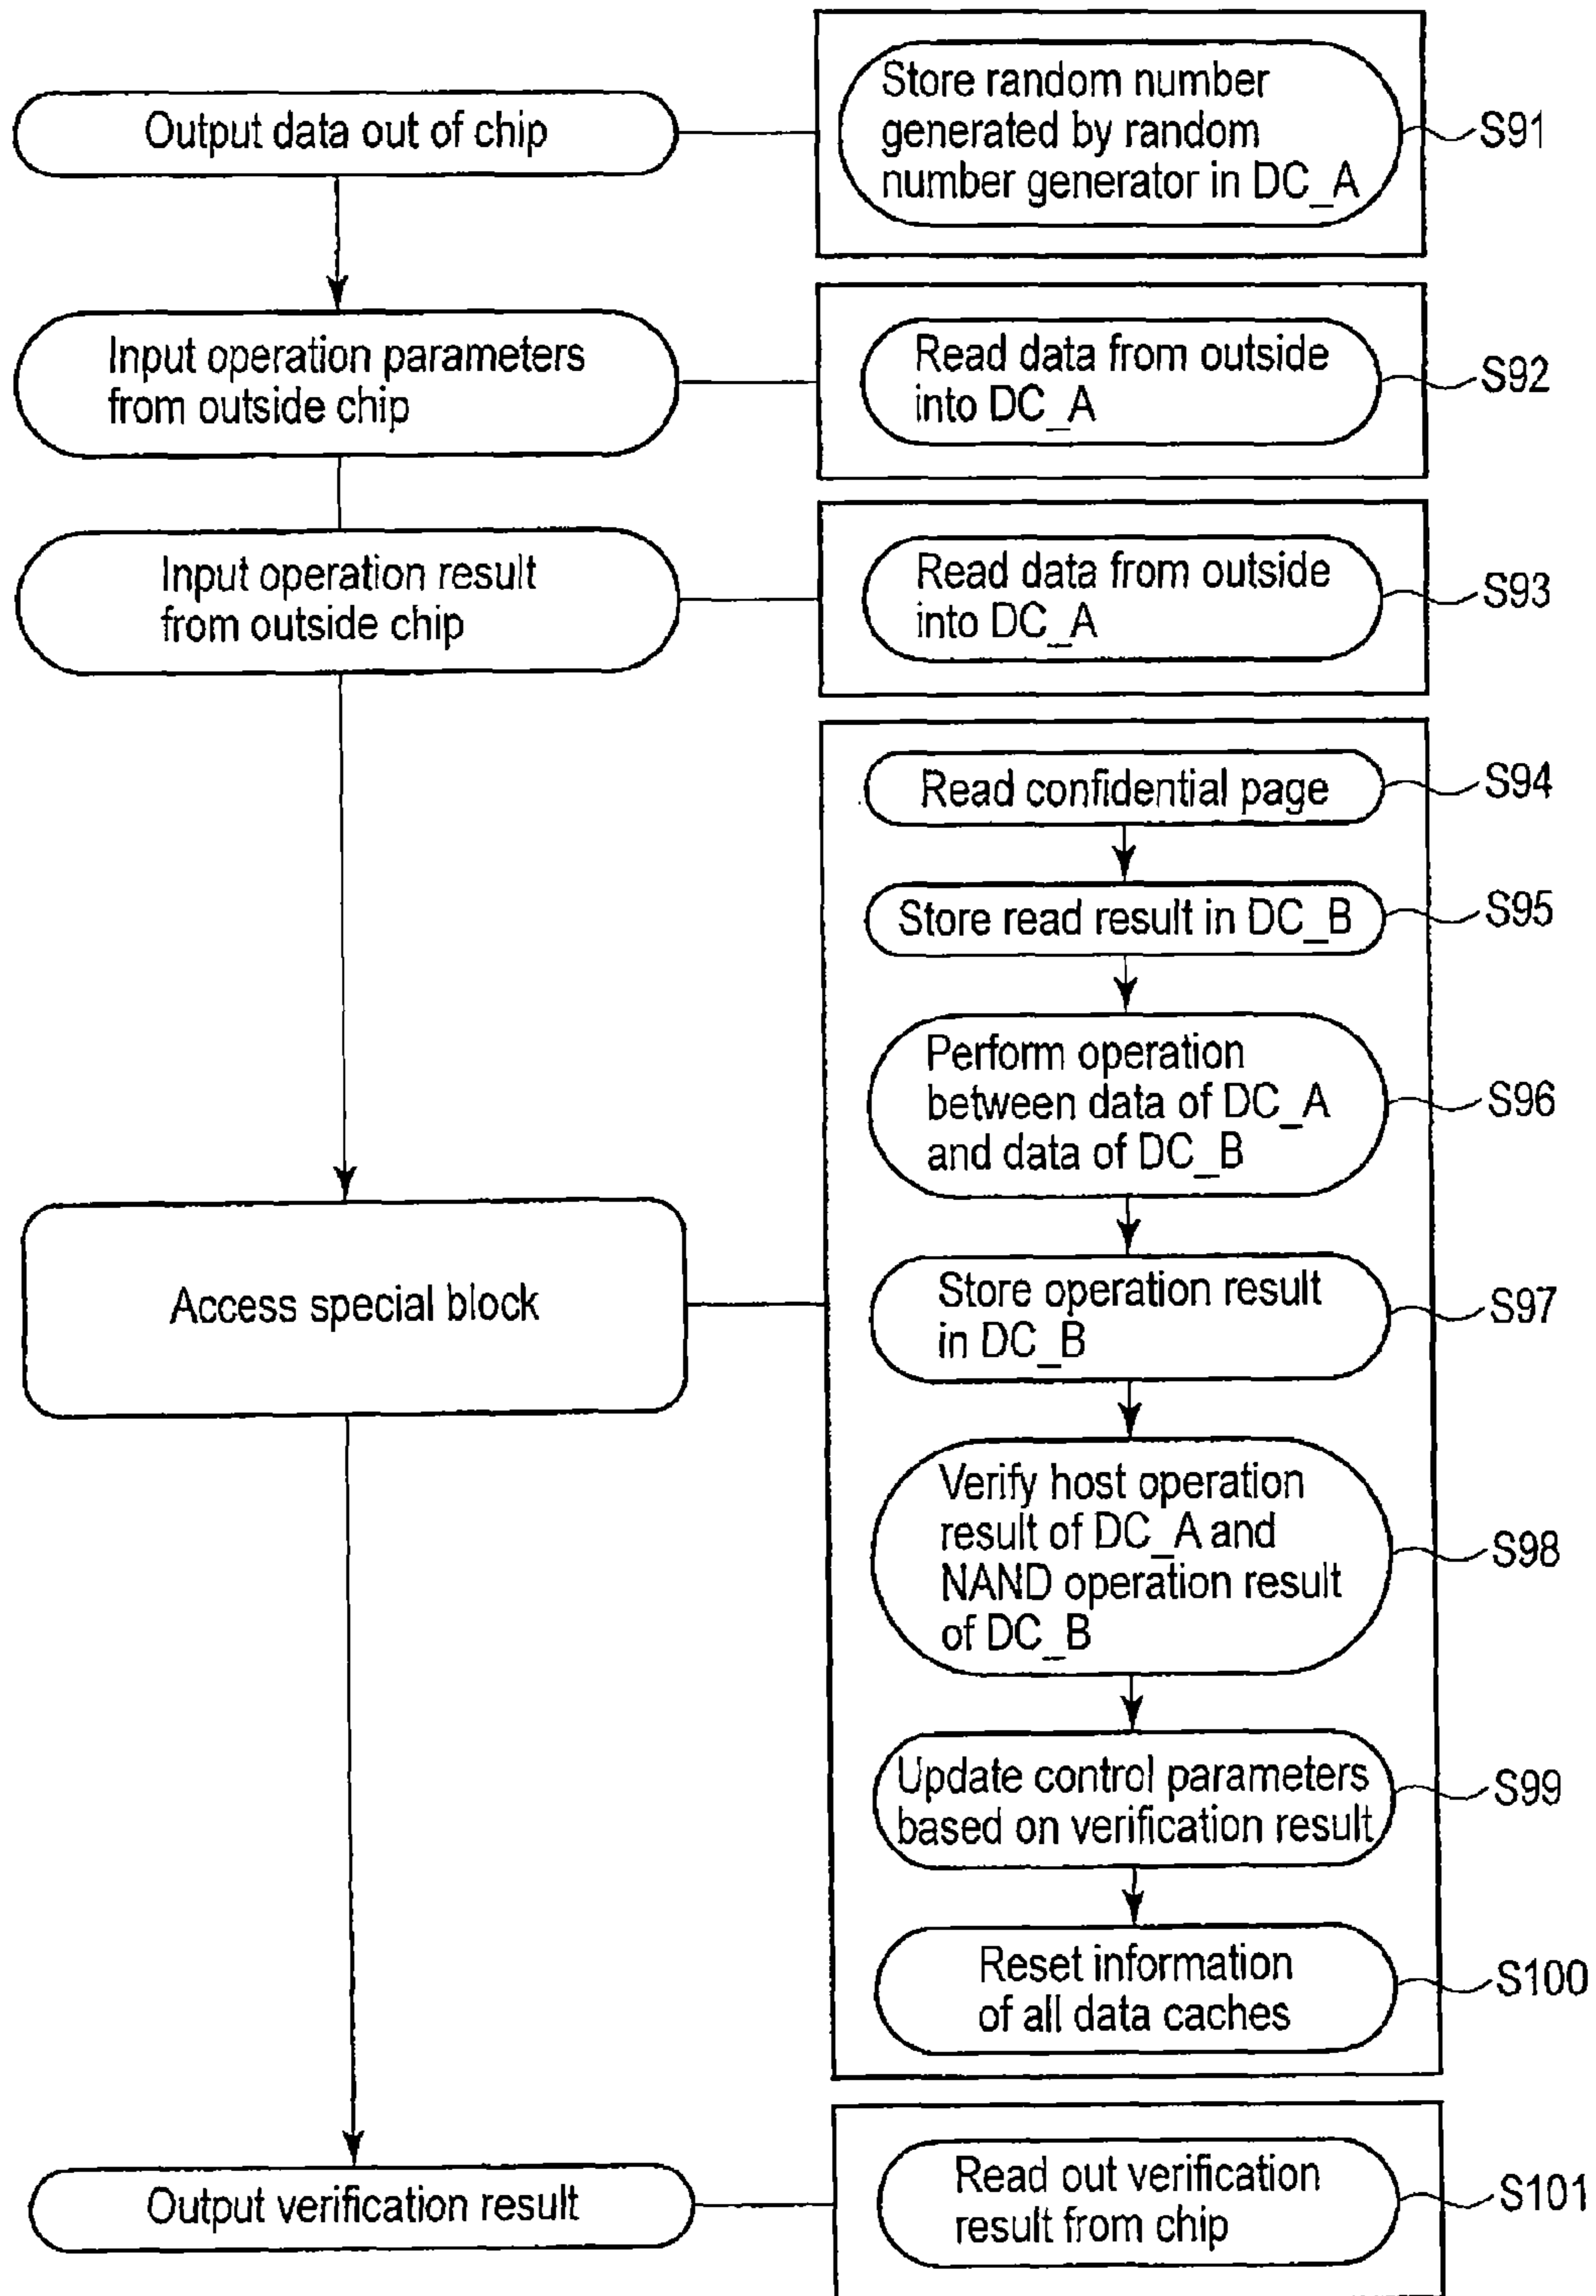 Output data out of chip
Store random number
generated by random
number generator in DC_A
S91
Input operation parameters
from outside chip
Read data from outside
into DC_A
S92
Input operation result
from outside chip
Read data from outside
into DC_A
S93
Read confidential page
S94
Store read result in DC_B
S95
Perform operation
between data of DC_A
and data of DC_B
S96
Access special block
Store operation result
in DC_B
S97
Verify host operation
result of DC_A and
NAND operation result
of DC_B
S98
Update control parameters
based on verification result
S99
Reset information
of all data caches
S100
Output verification result
Read out verification
result from chip
S101